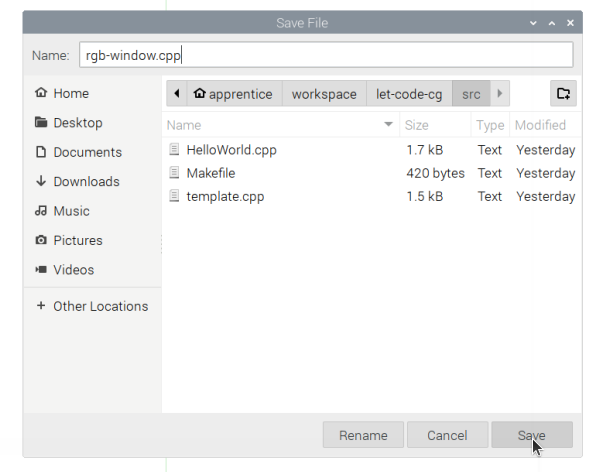 Save File
Name: rgb-window.cpp
Home
Desktop
Documents
Downloads
Music
Pictures
Videos
+ Other Locations
apprentice workspace let-code-cg src
Name Size Type Modified
HelloWorld.cpp 1.7 kB Text Yesterday
Makefile 420 bytes Text Yesterday
template.cpp 1.5 kB Text Yesterday
Rename Cancel Save